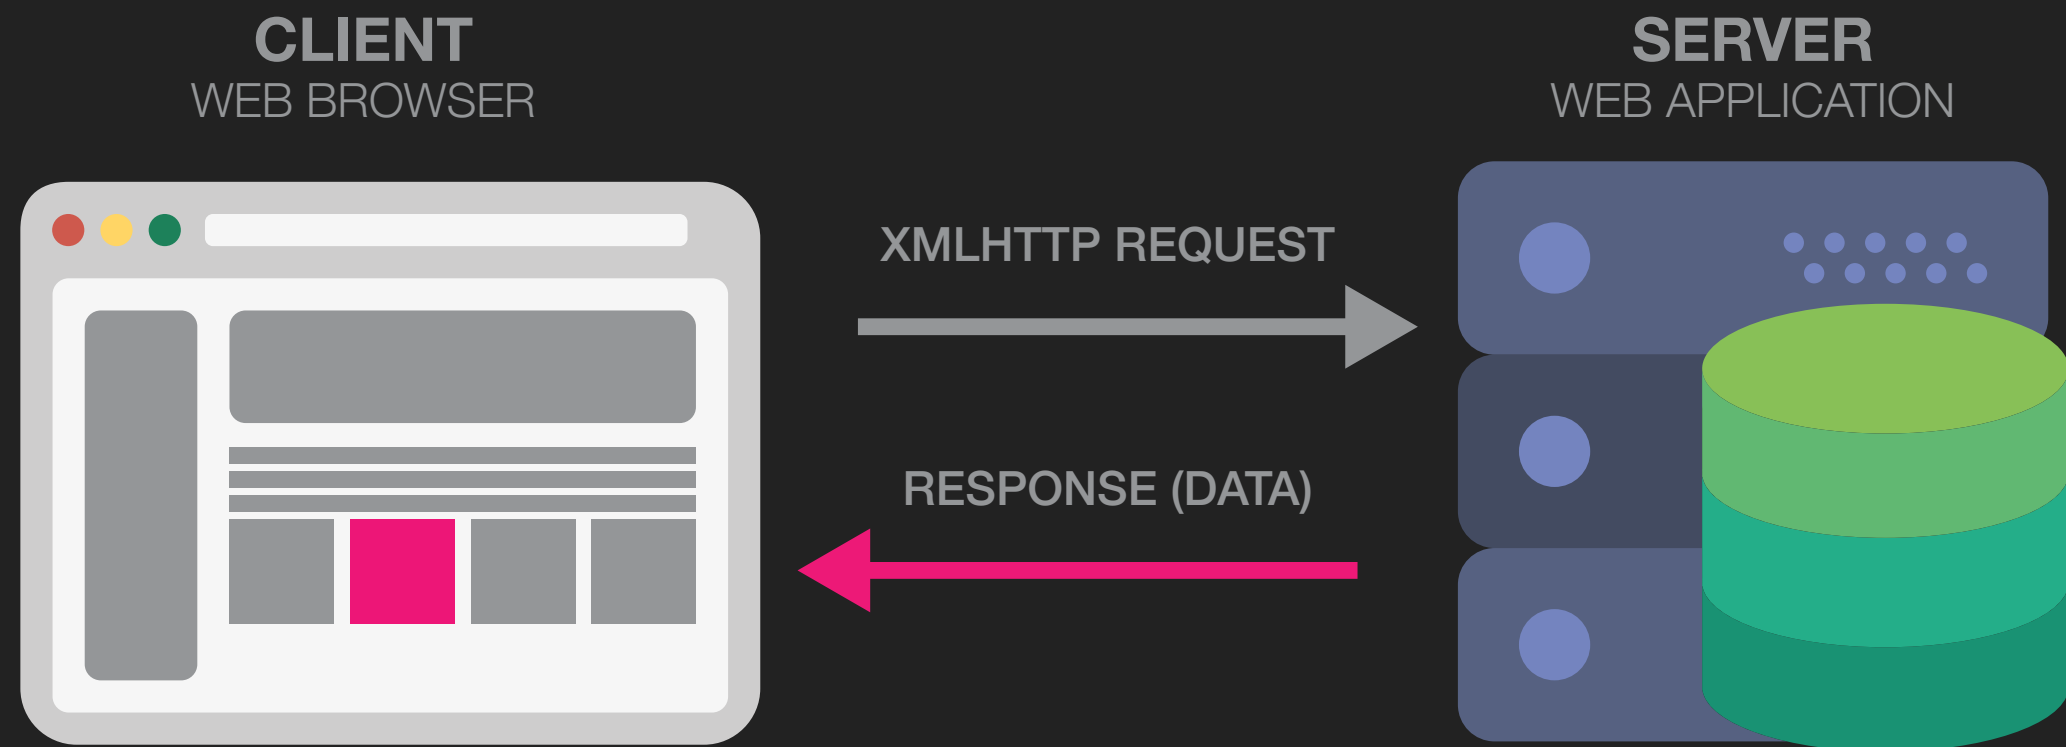 CLIENT
WEB BROWSER
SERVER
WEB APPLICATION
XMLHTTP REQUEST
RESPONSE (DATA)